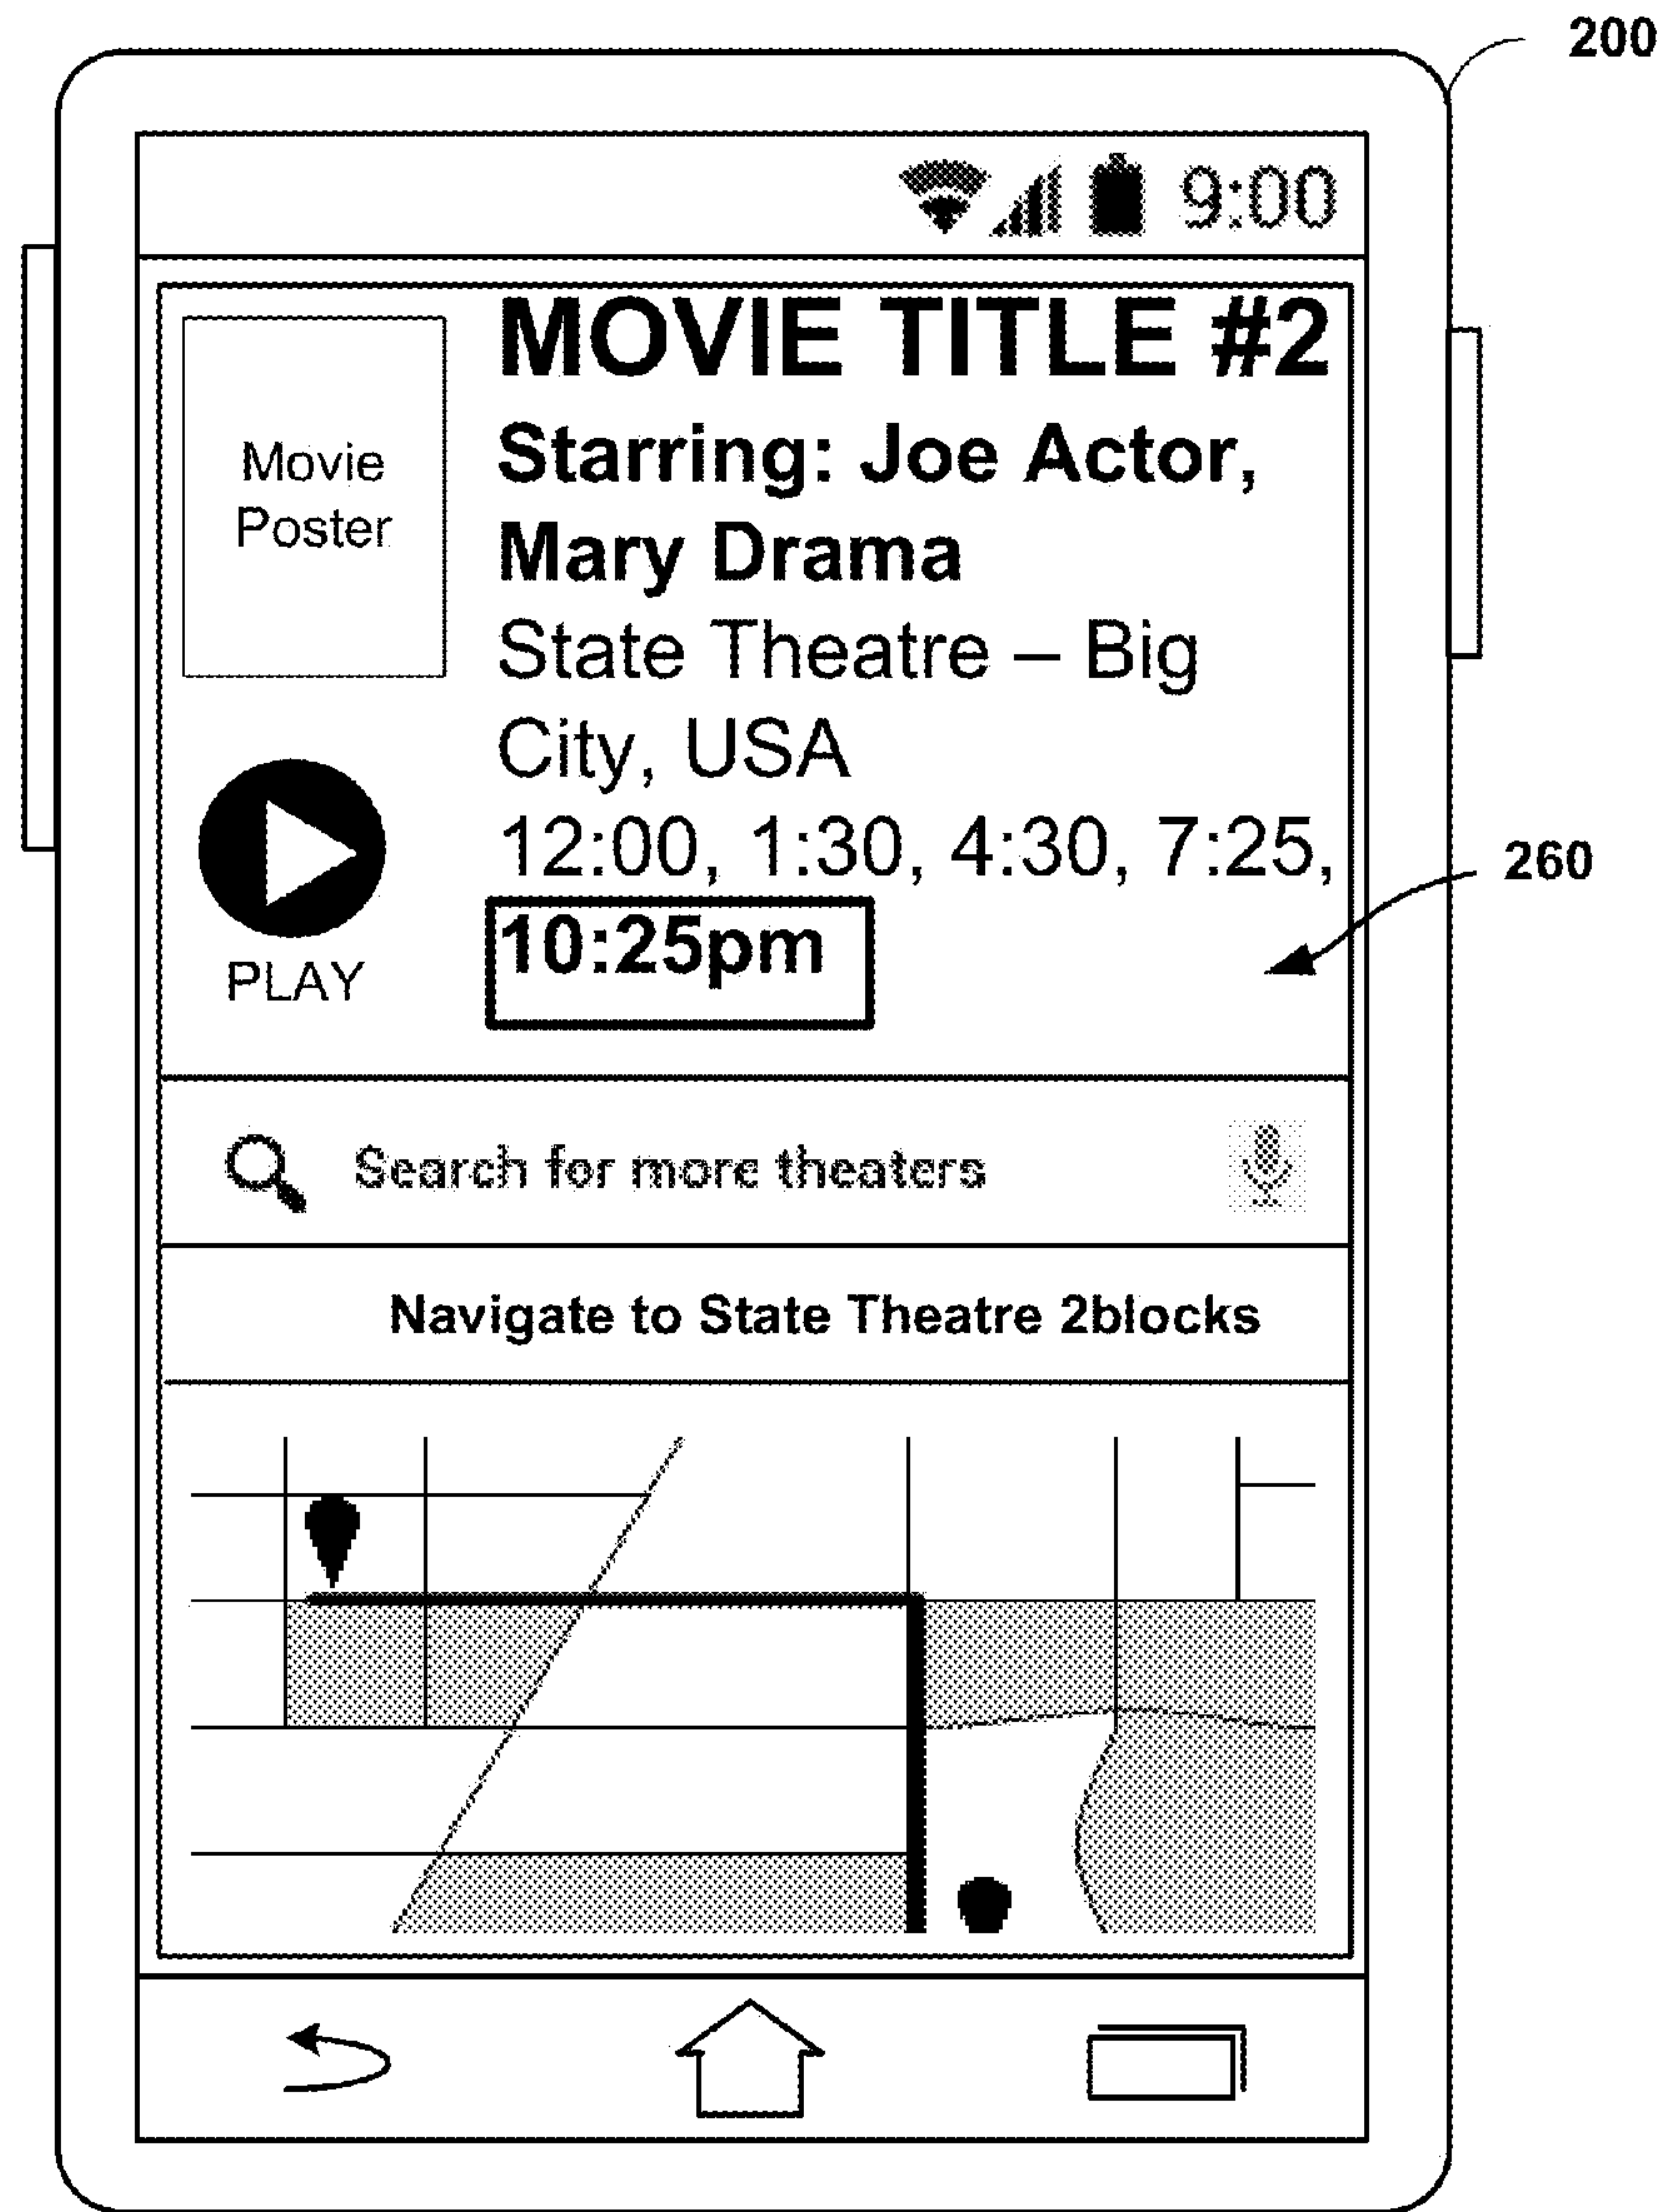 200
9:00
MOVIE TITLE #2
Starring: Joe Actor,
Mary Drama
State Theatre – Big
City, USA
12:00, 1:30, 4:30, 7:25,
10:25pm
Movie
Poster
PLAY
260
Search for more theaters
Navigate to State Theatre 2blocks